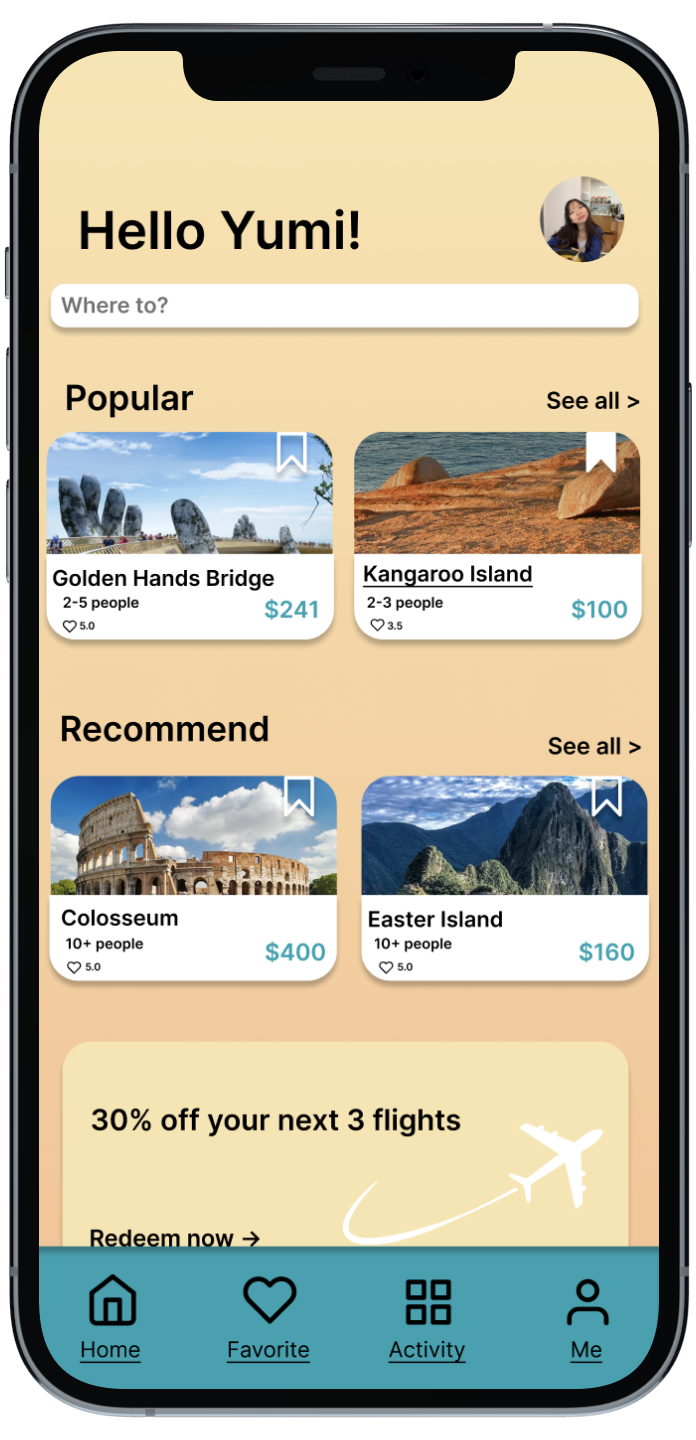 Hello Yumi!
Where to?
Popular
See all >
Golden Hands Bridge
2-5 people
$241
5.0
Kangaroo Island
2-3 people
$100
3.5
Recommend
See all >
Colosseum
10+ people
$400
5.0
Easter Island
10+ people
$160
5.0
30% off your next 3 flights
Redeem now →
Home
Favorite
Activity
Me